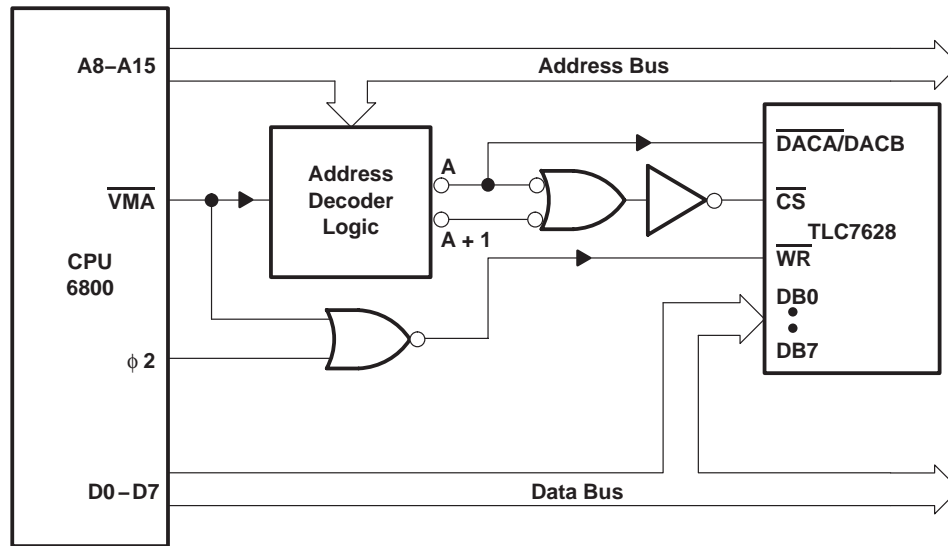 A8–A15
Address Bus
VMA
CPU
6800
ϕ 2
D0–D7
Address
Decoder
Logic
A
A + 1
DACA/DACB
CS
TLC7628
WR
DB0
DB7
Data Bus